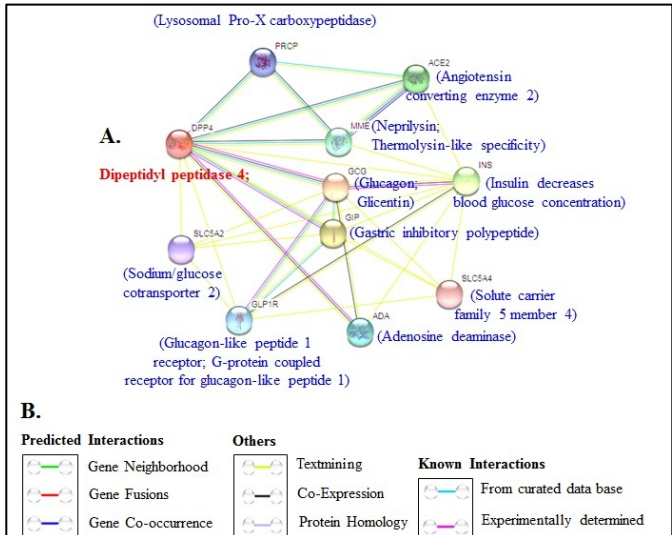 (Lysosomal Pro-X carboxypeptidase)
PRCP
ACE2
(Angiotensin
converting enzyme 2)
A.
DPP4
MME
(Neprilysin;
Thermolysin-like specificity)
Dipeptidyl peptidase 4;
GCG
(Glucagon;
Glicentin)
INS
(Insulin decreases
blood glucose concentration)
GIP
(Gastric inhibitory polypeptide)
SLC5A2
(Sodium/glucose
cotransporter 2)
SLC5A4
(Solute carrier
family 5 member 4)
GLP1R
(Glucagon-like peptide 1
receptor; G-protein coupled
receptor for glucagon-like peptide 1)
ADA
(Adenosine deaminase)
B.
Predicted Interactions
Gene Neighborhood
Gene Fusions
Gene Co-occurrence
Others
Textmining
Co-Expression
Protein Homology
Known Interactions
From curated data base
Experimentally determined